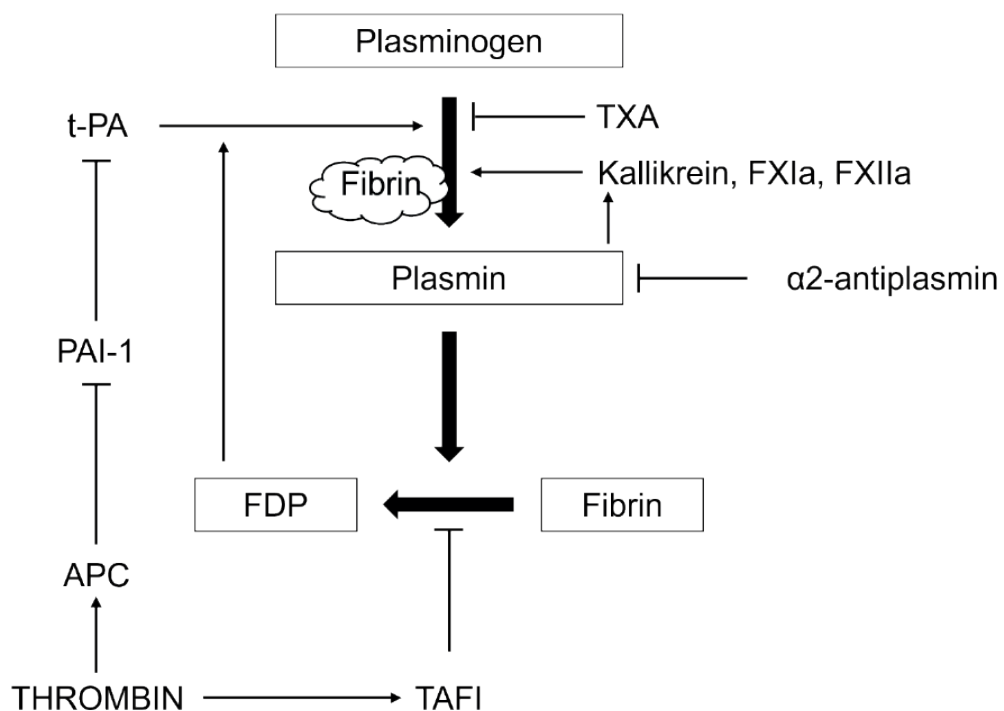 Plasminogen
t-PA
TXA
Fibrin
Kallikrein, FXIa, FXIIa
Plasmin
α2-antiplasmin
PAI-1
FDP
Fibrin
APC
THROMBIN
TAFI